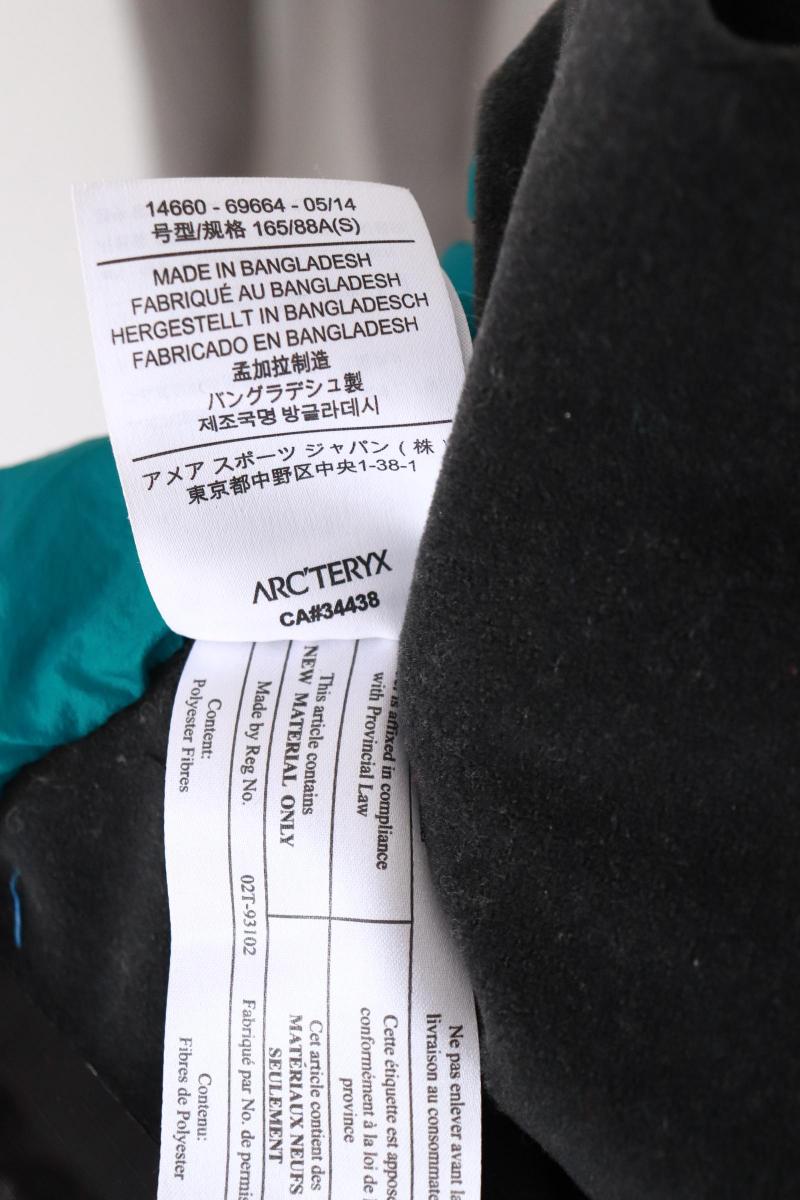 14660 - 69664 - 05/14
号型/规格 165/88A(S)
MADE IN BANGLADESH
FABRIQUÉ AU BANGLADESH
HERGESTELLT IN BANGLADESCH
FABRICADO EN BANGLADESH
孟加拉制造
バングラデシュ製
제조국명 방글라데시
アメア スポーツ ジャパン ( 株 )
東京都中野区中央1-38-1
ARC'TERYX
CA#34438
is affixed in compliance
with Provincial Law
This article contains
NEW MATERIAL ONLY
Made by Reg No. 02T-93102
Content:
Polyester Fibres
Ne pas enlever avant la
livraison au
Cette étiquette est
conformément à la loi de
province
Cet article contient des
MATÉRIAUX NEUFS
SEULEMENT
Fabriqué par No. de
Contenu:
Fibres de Polyester